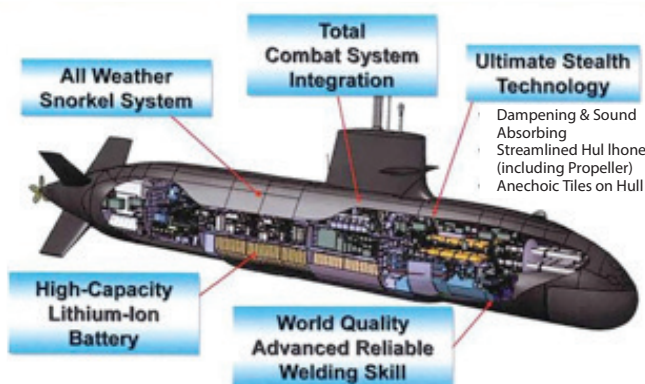 All Weather
Snorkel System
Total
Combat System
Integration
Ultimate Stealth
Technology
Dampening & Sound
Absorbing
Streamlined Hul lhone
(including Propeller)
Anechoic Tiles on Hull
High-Capacity
Lithium-Ion
Battery
World Quality
Advanced Reliable
Welding Skill